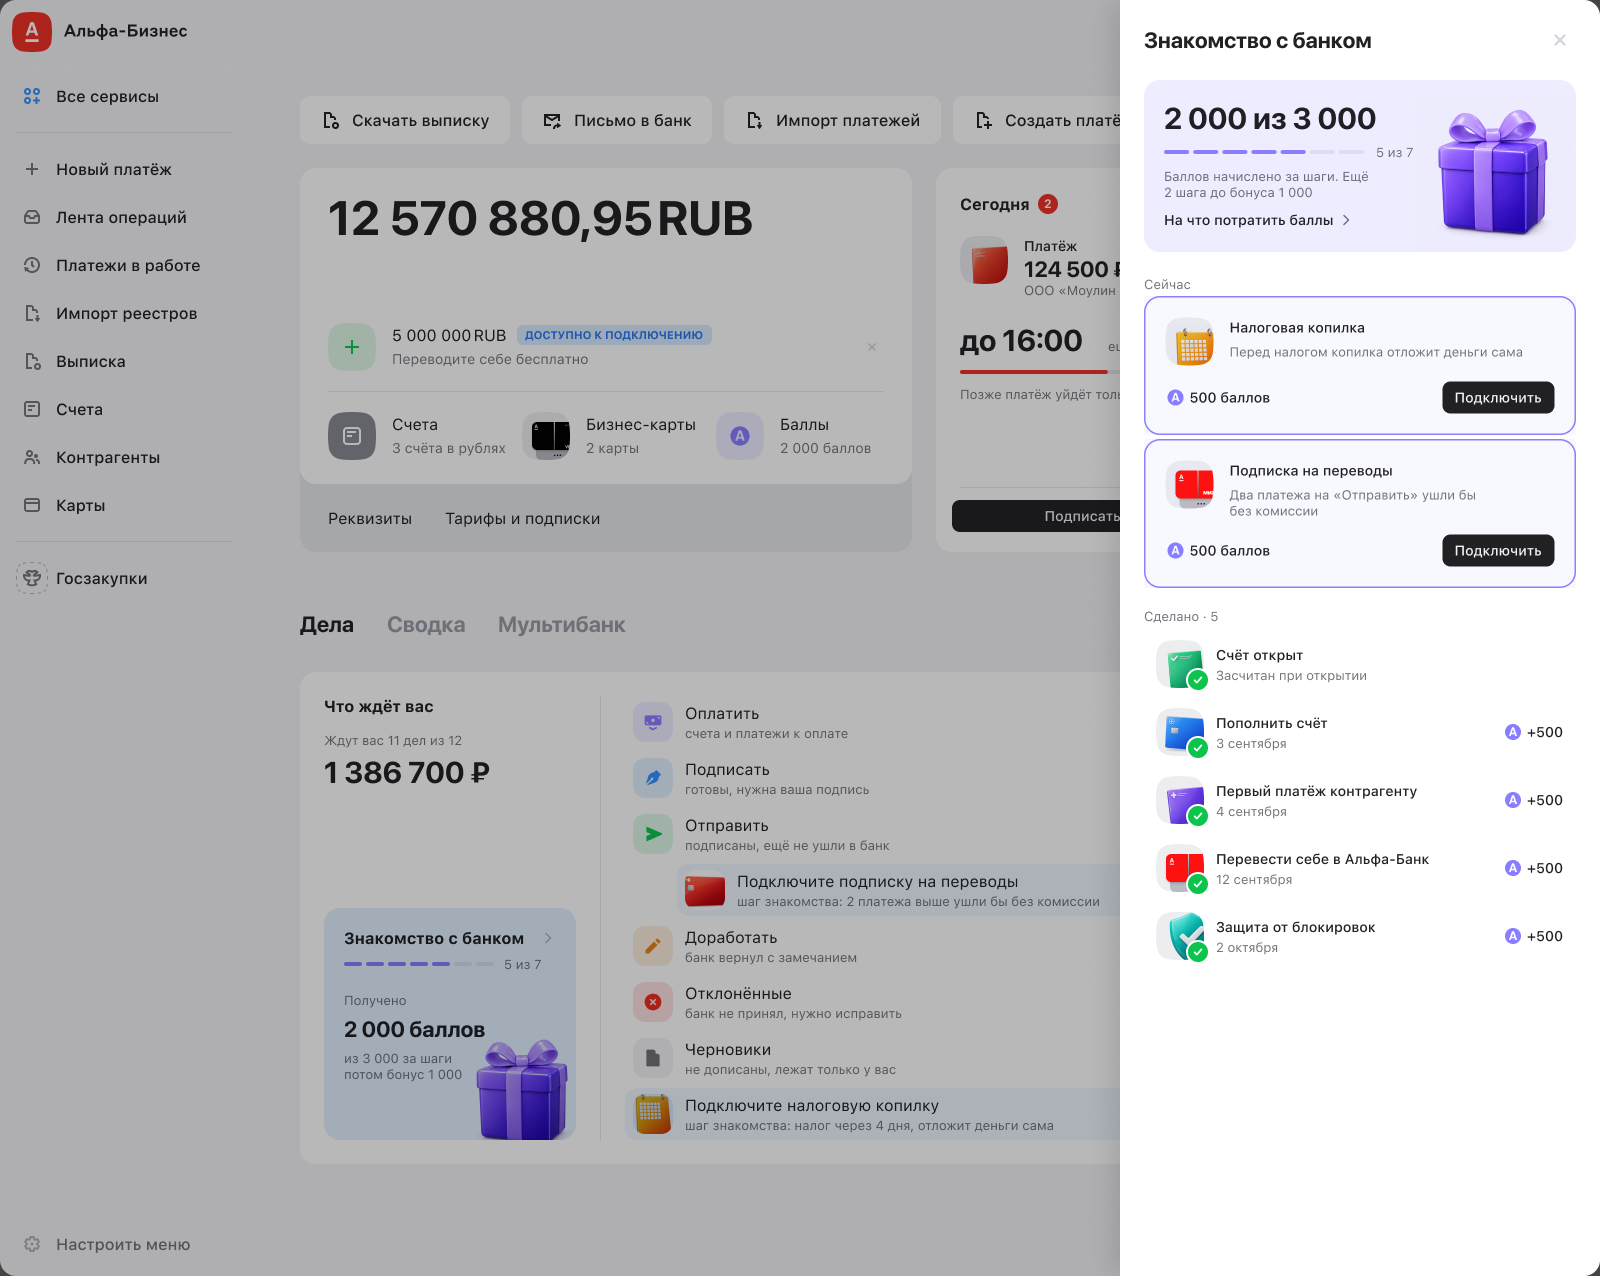 Альфа-Бизнес
Все сервисы
Новый платёж
Лента операций
Платежи в работе
Импорт реестров
Выписка
Счета
Контрагенты
Карты
Госзакупки
Настроить меню
Скачать выписку
Письмо в банк
Импорт платежей
Создать платё
12 570 880,95 RUB
5 000 000 RUB
ДОСТУПНО К ПОДКЛЮЧЕНИЮ
Переводите себе бесплатно
Счета
3 счёта в рублях
Бизнес-карты
2 карты
Баллы
2 000 баллов
Реквизиты
Тарифы и подписки
Сегодня 2
Платёж
124 500 ₽
ООО «Моулин
до 16:00
ещ
Позже платёж уйдёт толь
Подписать
Дела
Сводка
Мультибанк
Что ждёт вас
Ждут вас 11 дел из 12
1 386 700 ₽
Знакомство с банком
5 из 7
Получено
2 000 баллов
из 3 000 за шаги
потом бонус 1 000
Оплатить
счета и платежи к оплате
Подписать
готовы, нужна ваша подпись
Отправить
подписаны, ещё не ушли в банк
Подключите подписку на переводы
шаг знакомства: 2 платежа выше ушли бы без комиссии
Доработать
банк вернул с замечанием
Отклонённые
банк не принял, нужно исправить
Черновики
не дописаны, лежат только у вас
Подключите налоговую копилку
шаг знакомства: налог через 4 дня, отложит деньги сама
Знакомство с банком
2 000 из 3 000
5 из 7
Баллов начислено за шаги. Ещё
2 шага до бонуса 1 000
На что потратить баллы
Сейчас
Налоговая копилка
Перед налогом копилка отложит деньги сама
500 баллов
Подключить
Подписка на переводы
Два платежа на «Отправить» ушли бы
без комиссии
500 баллов
Подключить
Сделано · 5
Счёт открыт
Засчитан при открытии
Пополнить счёт
3 сентября
+500
Первый платёж контрагенту
4 сентября
+500
Перевести себе в Альфа-Банк
12 сентября
+500
Защита от блокировок
2 октября
+500